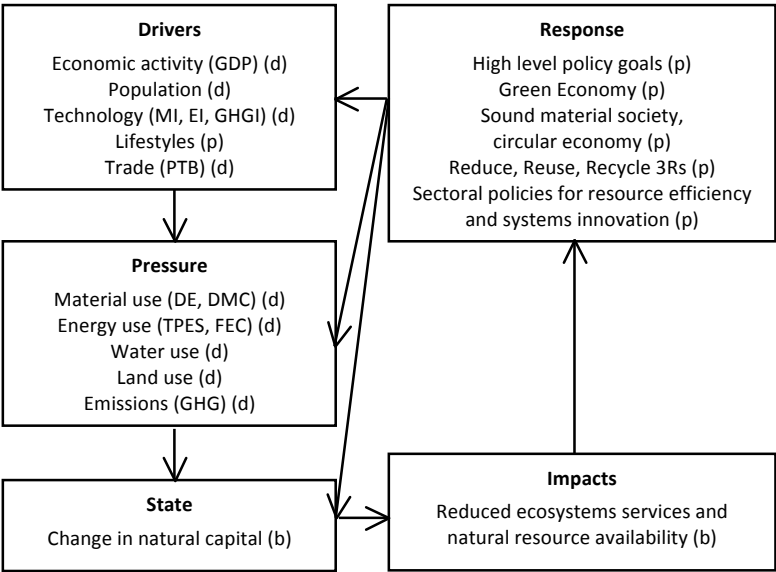 Drivers
Economic activity (GDP) (d)
Population (d)
Technology (MI, EI, GHGI) (d)
Lifestyles (p)
Trade (PTB) (d)
Response
High level policy goals (p)
Green Economy (p)
Sound material society,
circular economy (p)
Reduce, Reuse, Recycle 3Rs (p)
Sectoral policies for resource efficiency
and systems innovation (p)
Pressure
Material use (DE, DMC) (d)
Energy use (TPES, FEC) (d)
Water use (d)
Land use (d)
Emissions (GHG) (d)
State
Change in natural capital (b)
Impacts
Reduced ecosystems services and
natural resource availability (b)